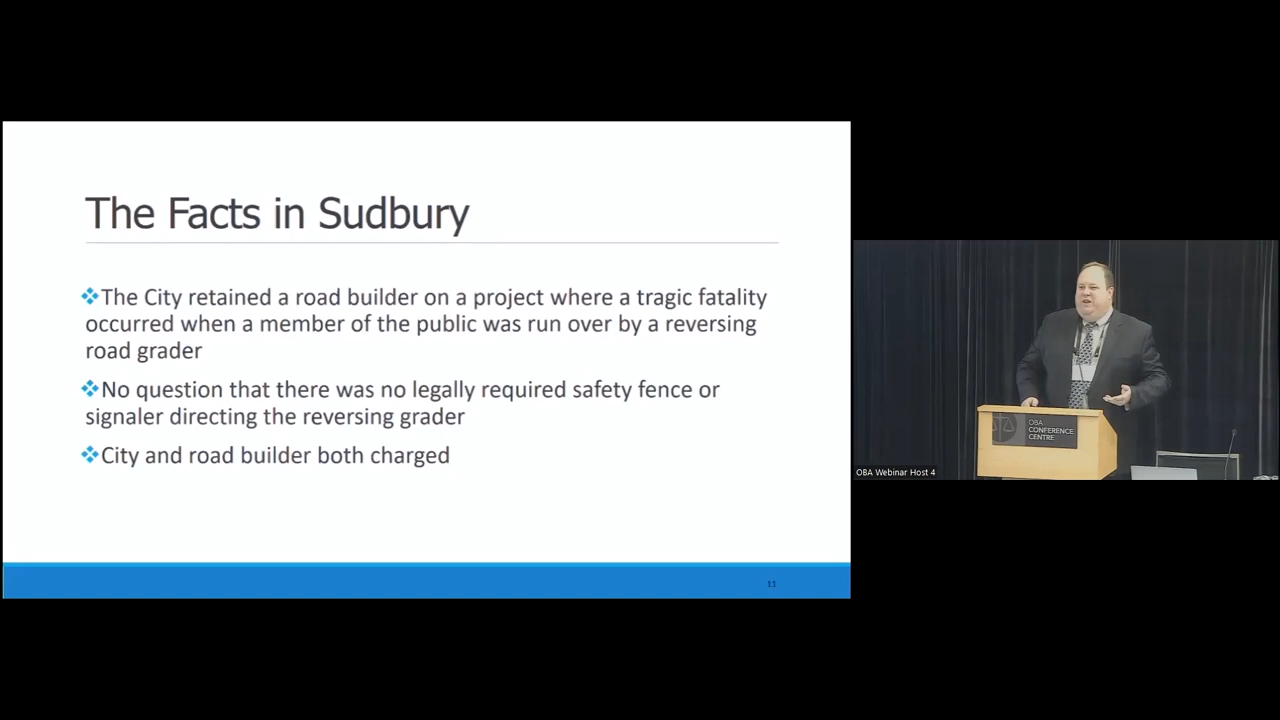 The Facts in Sudbury
❖The City retained a road builder on a project where a tragic fatality
occurred when a member of the public was run over by a reversing
road grader
❖No question that there was no legally required safety fence or
signaler directing the reversing grader
❖City and road builder both charged
11
OBA
CONFERENCE
CENTRE
OBA Webinar Host 4